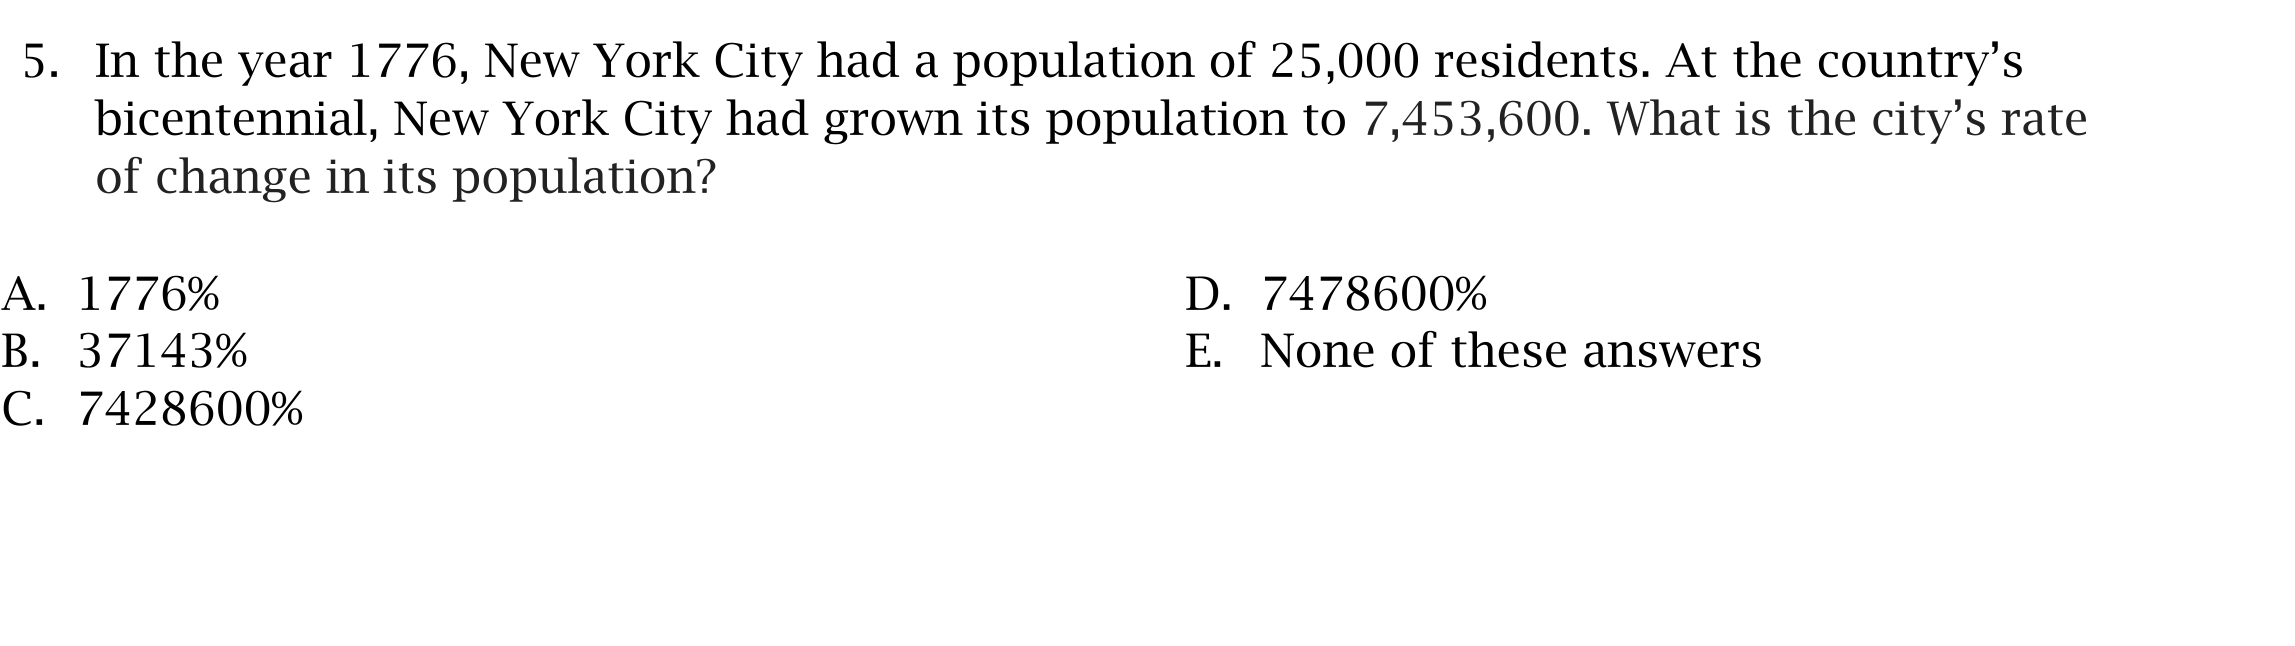 5. In the year 1776, New York City had a population of 25,000 residents. At the country's
bicentennial, New York City had grown its population to 7,453,600. What is the city's rate
of change in its population?
A. 1776%
B. 37143%
C. 7428600%
D. 7478600%
E. None of these answers